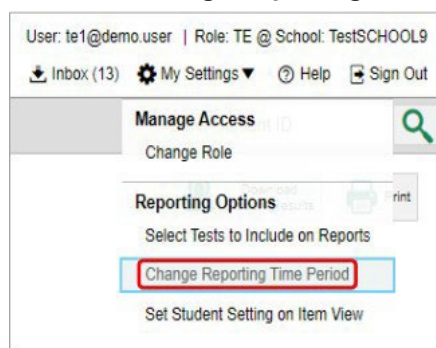 User: te1@demo.user | Role: TE @ School: TestSCHOOL9
Inbox (13) My Settings ▼ Help Sign Out
Manage Access
Change Role
Reporting Options
Print
Select Tests to Include on Reports
Change Reporting Time Period
Set Student Setting on Item View